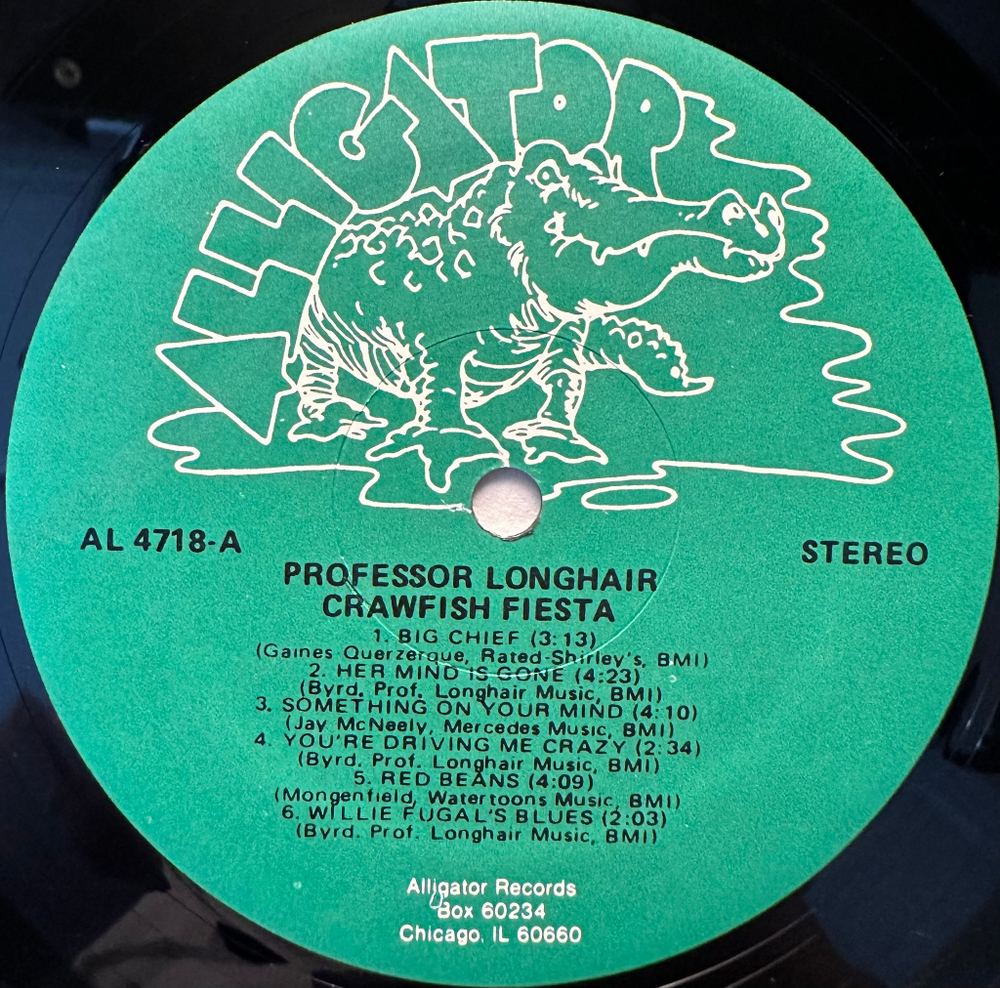 ALLIGATOR
AL 4718-A
STEREO
PROFESSOR LONGHAIR
CRAWFISH FIESTA
1. BIG CHIEF (3:13)
(Gaines Querzerque, Rated-Shirley's, BMI)
2. HER MIND IS GONE (4:23)
(Byrd. Prof. Longhair Music, BMI)
3. SOMETHING ON YOUR MIND (4:10)
(Jay McNeely, Mercedes Music, BMI)
4. YOU'RE DRIVING ME CRAZY (2:34)
(Byrd. Prof. Longhair Music, BMI)
5. RED BEANS (4:09)
(Mongenfield, Watertoons Music, BMI)
6. WILLIE FUGAL'S BLUES (2:03)
(Byrd. Prof. Longhair Music, BMI)
Alligator Records
Box 60234
Chicago, IL 60660